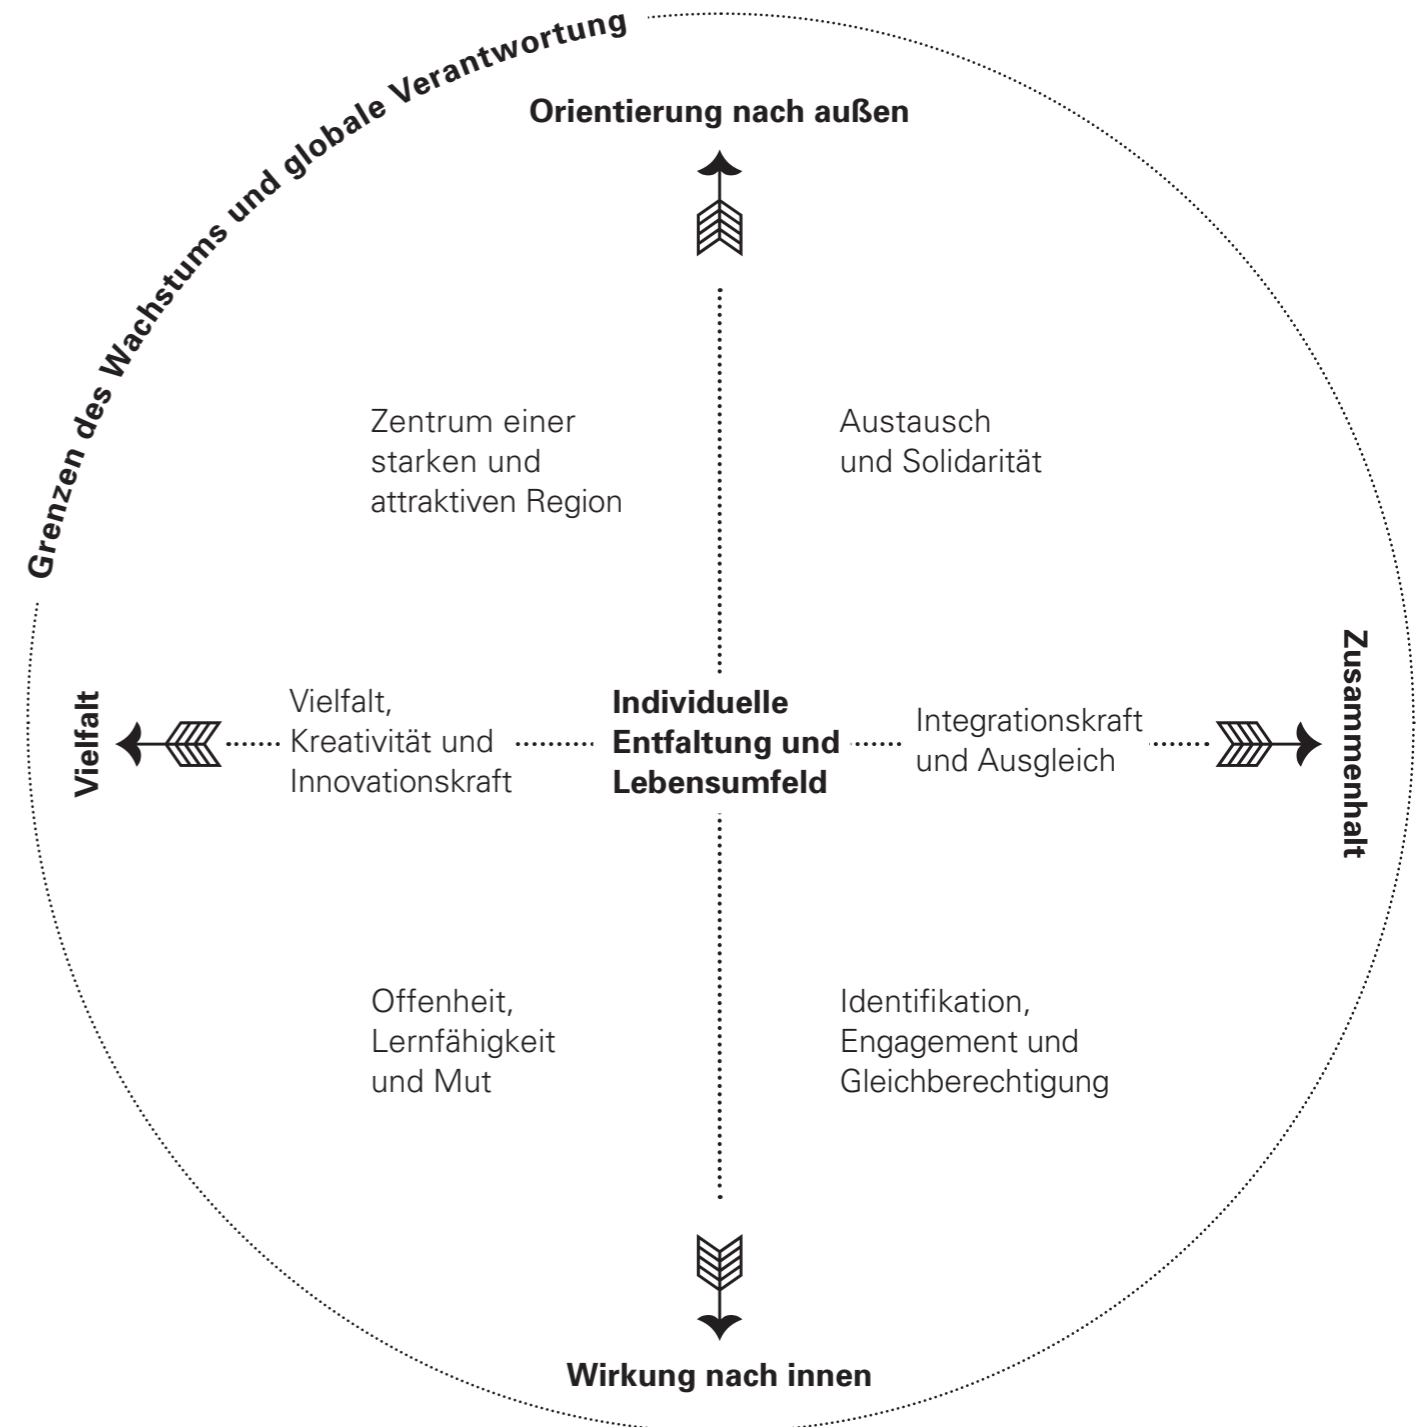 Grenzen des Wachstums und globale Verantwortung
Orientierung nach außen
Zentrum einer
starken und
attraktiven Region
Austausch
und Solidarität
Vielfalt
Vielfalt,
Kreativität und
Innovationskraft
Individuelle
Entfaltung und
Lebensumfeld
Integrationskraft
und Ausgleich
Zusammenhalt
Offenheit,
Lernfähigkeit
und Mut
Identifikation,
Engagement und
Gleichberechtigung
Wirkung nach innen